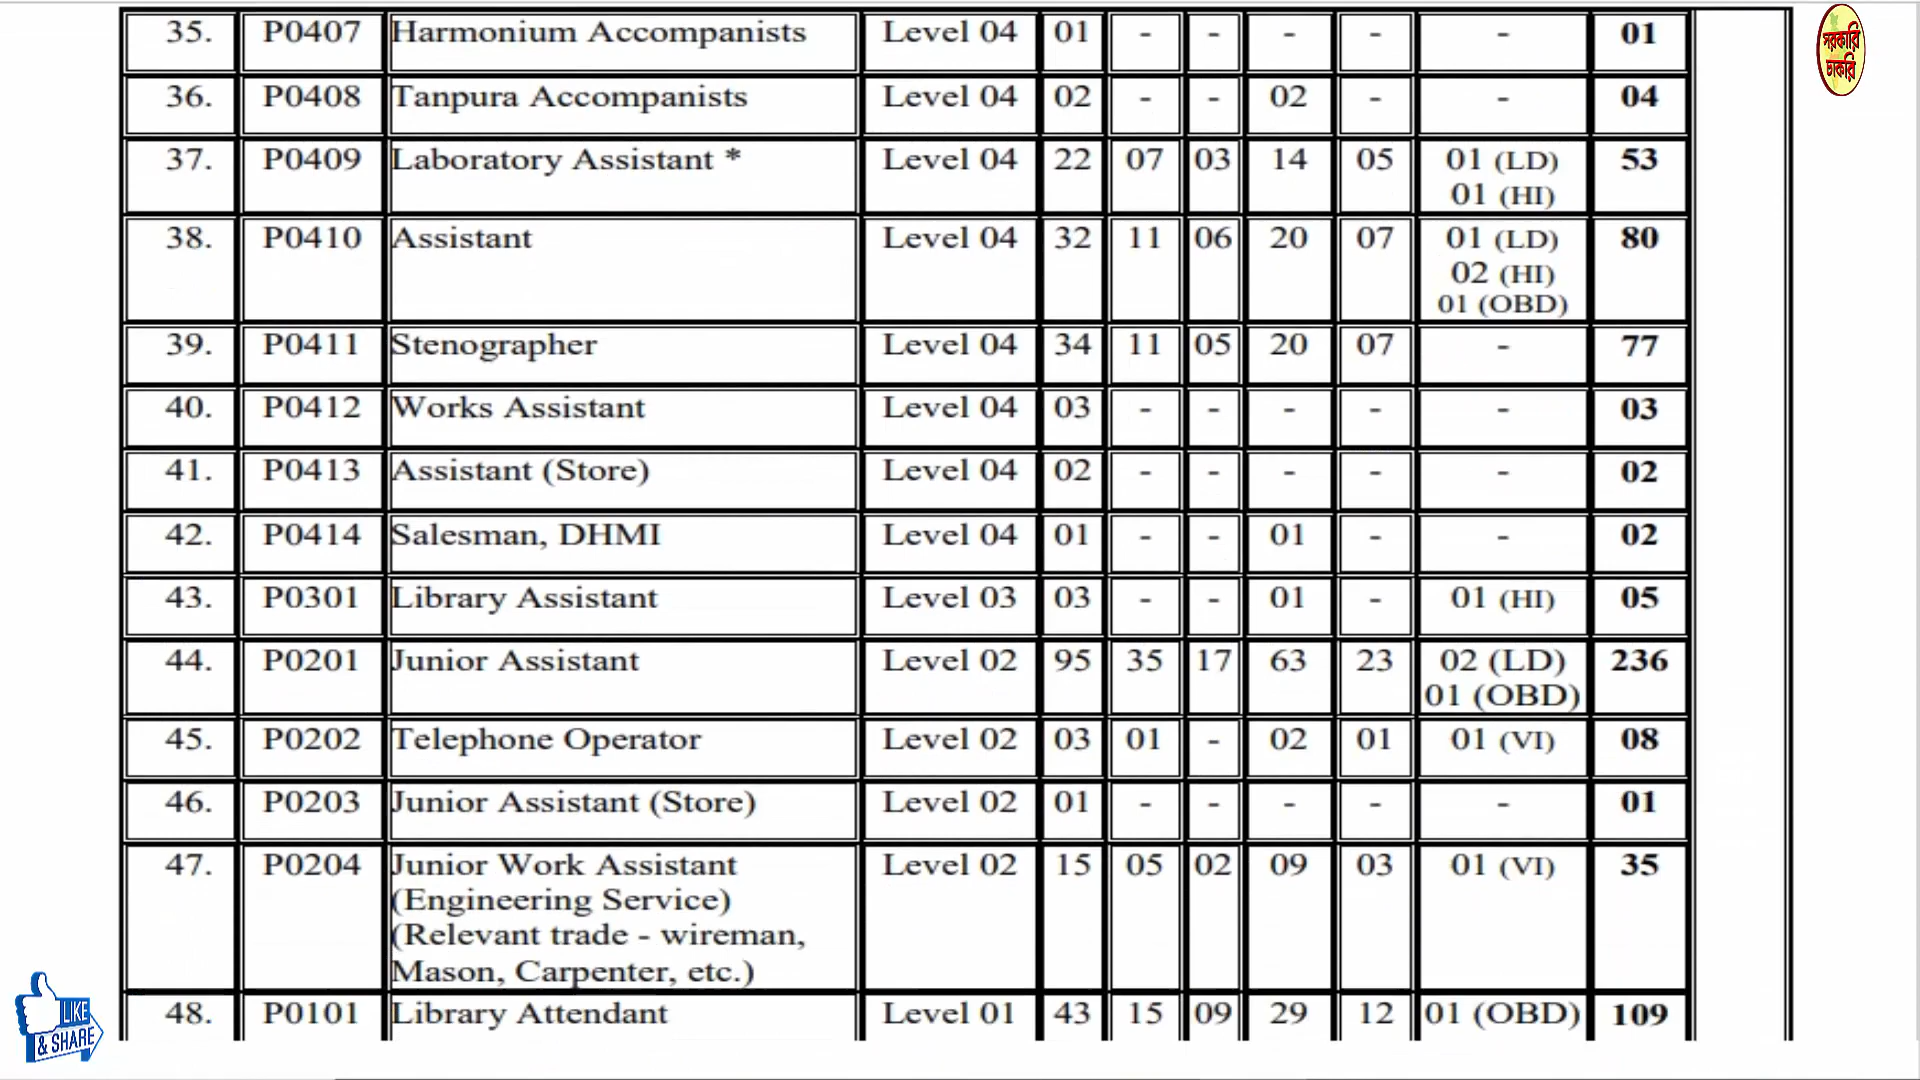 35. P0407 Harmonium Accompanists Level 04 01 - - - - - 01
সরকারি
চাকরি
36. P0408 Tanpura Accompanists Level 04 02 - - 02 - - 04
37. P0409 Laboratory Assistant * Level 04 22 07 03 14 05 01 (LD) 53
01 (HI)
38. P0410 Assistant Level 04 32 11 06 20 07 01 (LD) 80
02 (HI)
01 (OBD)
39. P0411 Stenographer Level 04 34 11 05 20 07 - 77
40. P0412 Works Assistant Level 04 03 - - - - - 03
41. P0413 Assistant (Store) Level 04 02 - - - - - 02
42. P0414 Salesman, DHMI Level 04 01 - - 01 - - 02
43. P0301 Library Assistant Level 03 03 - - 01 - 01 (HI) 05
44. P0201 Junior Assistant Level 02 95 35 17 63 23 02 (LD) 236
01 (OBD)
45. P0202 Telephone Operator Level 02 03 01 - 02 01 01 (VI) 08
46. P0203 Junior Assistant (Store) Level 02 01 - - - - - 01
47. P0204 Junior Work Assistant Level 02 15 05 02 09 03 01 (VI) 35
(Engineering Service)
(Relevant trade - wireman,
Mason, Carpenter, etc.)
48. P0101 Library Attendant Level 01 43 15 09 29 12 01 (OBD) 109
LIKE
& SHARE